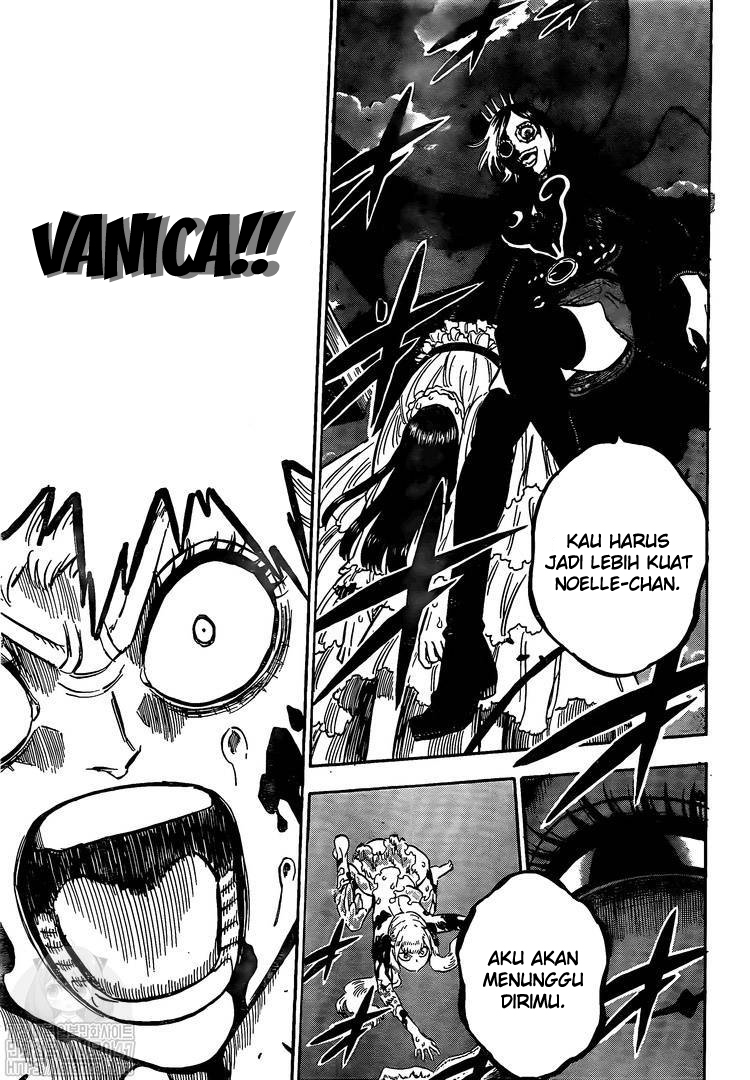 KAU HARUS
JADI LEBIH KUAT
NOELLE-CHAN.
AKU AKAN
MENUNGGU
DIRIMU.
VANICA!!